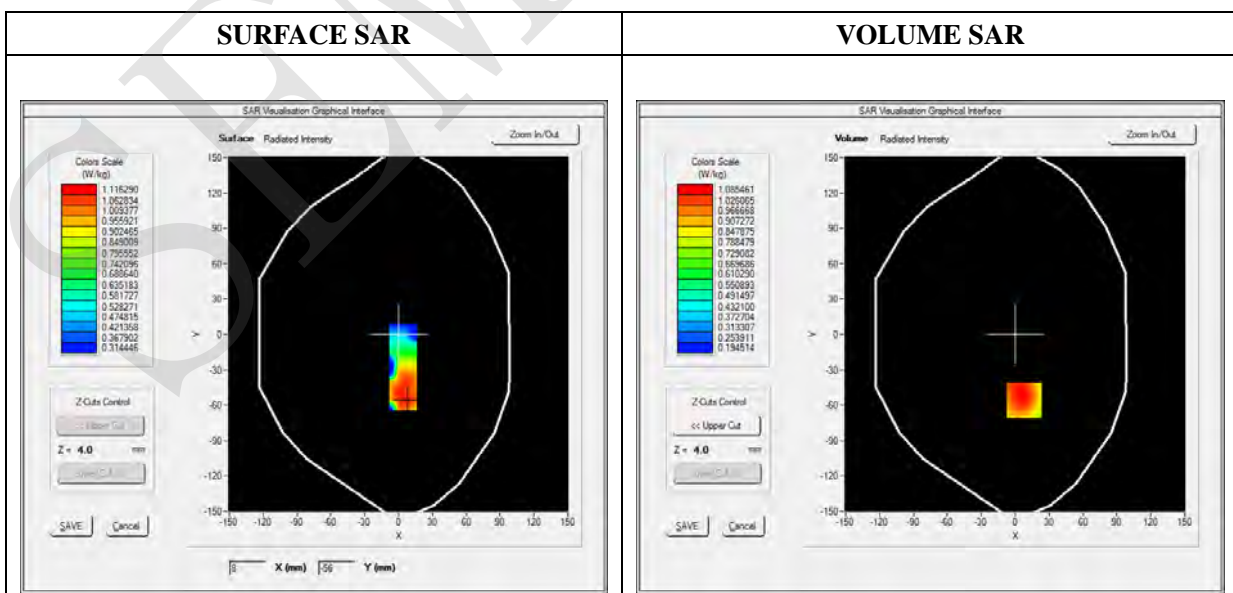 SURFACE SAR
VOLUME SAR
SAR Visualisation Graphical Interface
Surface Radiated Intensity
Zoom In/Out
Colors Scale
(W/kg)
1.116290
1.062834
1.009377
0.955921
0.902465
0.849009
0.795552
0.742096
0.688640
0.635183
0.581727
0.528271
0.474815
0.421358
0.367902
0.314446
Z-Cuts Control
<< Upper Cut
Z = 4.0 mm
SAVE
Cancel
150
120
90
60
30
0
-30
-60
-90
-120
-150
Y
-150 -120 -90 -60 -30 0 30 60 90 120 150
X
8 X (mm) -56 Y (mm)
SAR Visualisation Graphical Interface
Volume Radiated Intensity
Zoom In/Out
Colors Scale
(W/kg)
1.085461
1.026065
0.966668
0.907272
0.847875
0.788479
0.729082
0.669686
0.610290
0.550893
0.491497
0.432100
0.372704
0.313307
0.253911
0.194514
Z-Cuts Control
<< Upper Cut
Z = 4.0 mm
SAVE
Cancel
150
120
90
60
30
0
-30
-60
-90
-120
-150
Y
-150 -120 -90 -60 -30 0 30 60 90 120 150
X